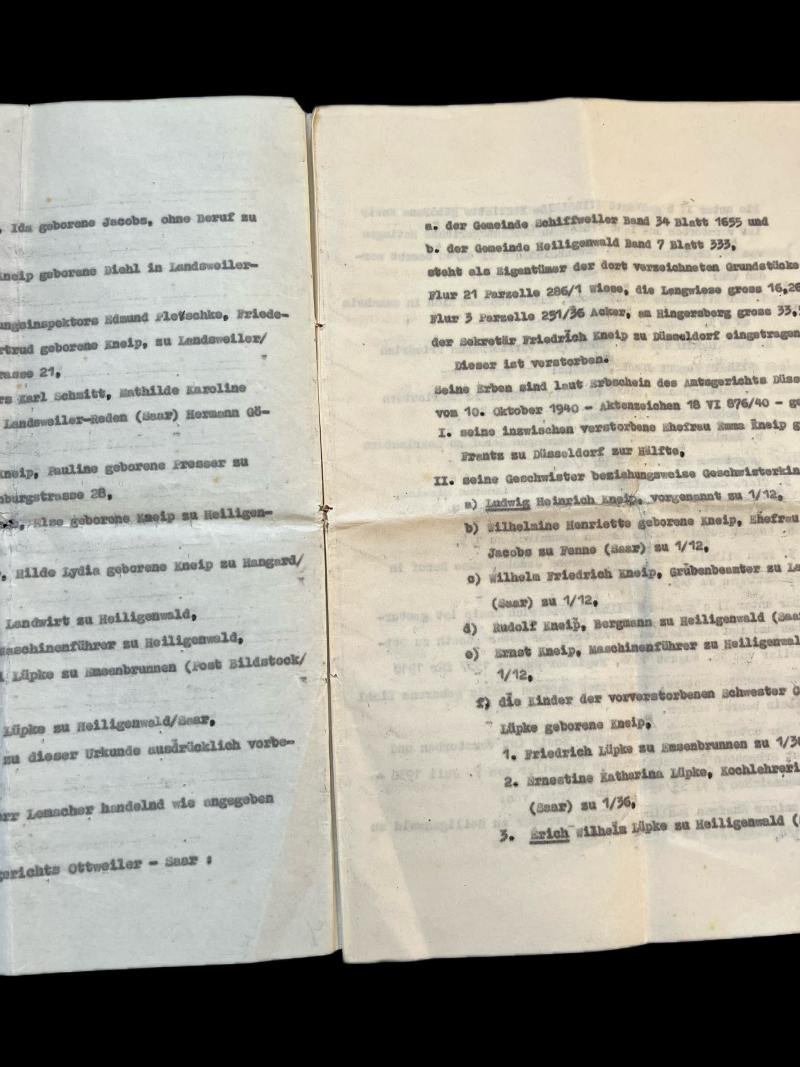 Ida geborene Jacobs, ohne Beruf zu
Kneip geborene Diehl in Landsweiler-
ungsinspektors Edmund Pletschke, Friede-
rtrud geborene Kneip, zu Landsweiler/
rasse 21,
rs Karl Schmitt, Mathilde Karoline
Landsweiler-Reden (Saar) Hermann Gö-
Kneip, Pauline geborene Presser zu
nburgstrasse 28,
Else geborene Kneip zu Heiligen-
Hilde Lydia geborene Kneip zu Hangard/
Landwirt zu Heiligenwald,
Maschinenführer zu Heiligenwald,
Lüpke zu Emsenbrunnen (Post Bildstock/
Lüpke zu Heiligenwald/Saar,
zu dieser Urkunde ausdrücklich vorbe-
err Lemacher handelnd wie angegeben
gerichts Ottweiler - Saar :
a. der Gemeinde Schiffweiler Band 34 Blatt 1655 und
b. der Gemeinde Heiligenwald Band 7 Blatt 333,
steht als Eigentümer der dort verzeichneten Grundstücke
Flur 21 Parzelle 286/1 Wiese, die Langwiese gross 16,26
Flur 3 Parzelle 251/36 Acker, am Hingersberg gross 33,
der Sekretär Friedrich Kneip zu Düsseldorf eingetragen
Dieser ist verstorben.
Seine Erben sind laut Erbschein des Amtsgerichts Düsse
vom 10. Oktober 1940 - Aktenzeichen 18 VI 876/40 - ge
I. seine inzwischen verstorbene Ehefrau Emma Kneip g
Frantz zu Düsseldorf zur Hälfte,
II. seine Geschwister beziehungsweise Geschwisterkin
a) Ludwig Heinrich Kneip, vorgenannt zu 1/12,
b) Wilhelmine Henriette geborene Kneip, Ehefrau
Jacobs zu Fenne (Saar) zu 1/12,
c) Wilhelm Friedrich Kneip, Grubenbeamter zu La
(Saar) zu 1/12,
d) Rudolf Kneip, Bergmann zu Heiligenwald (Saa
e) Ernst Kneip, Maschinenführer zu Heiligenwal
1/12,
f) die Kinder der vorverstorbenen Schwester
Lüpke geborene Kneip,
1. Friedrich Lüpke zu Emsenbrunnen zu 1/36
2. Ernestine Katharina Lüpke, Kochlehreri
(Saar) zu 1/36,
3. Erich Wilhelm Lüpke zu Heiligenwald (